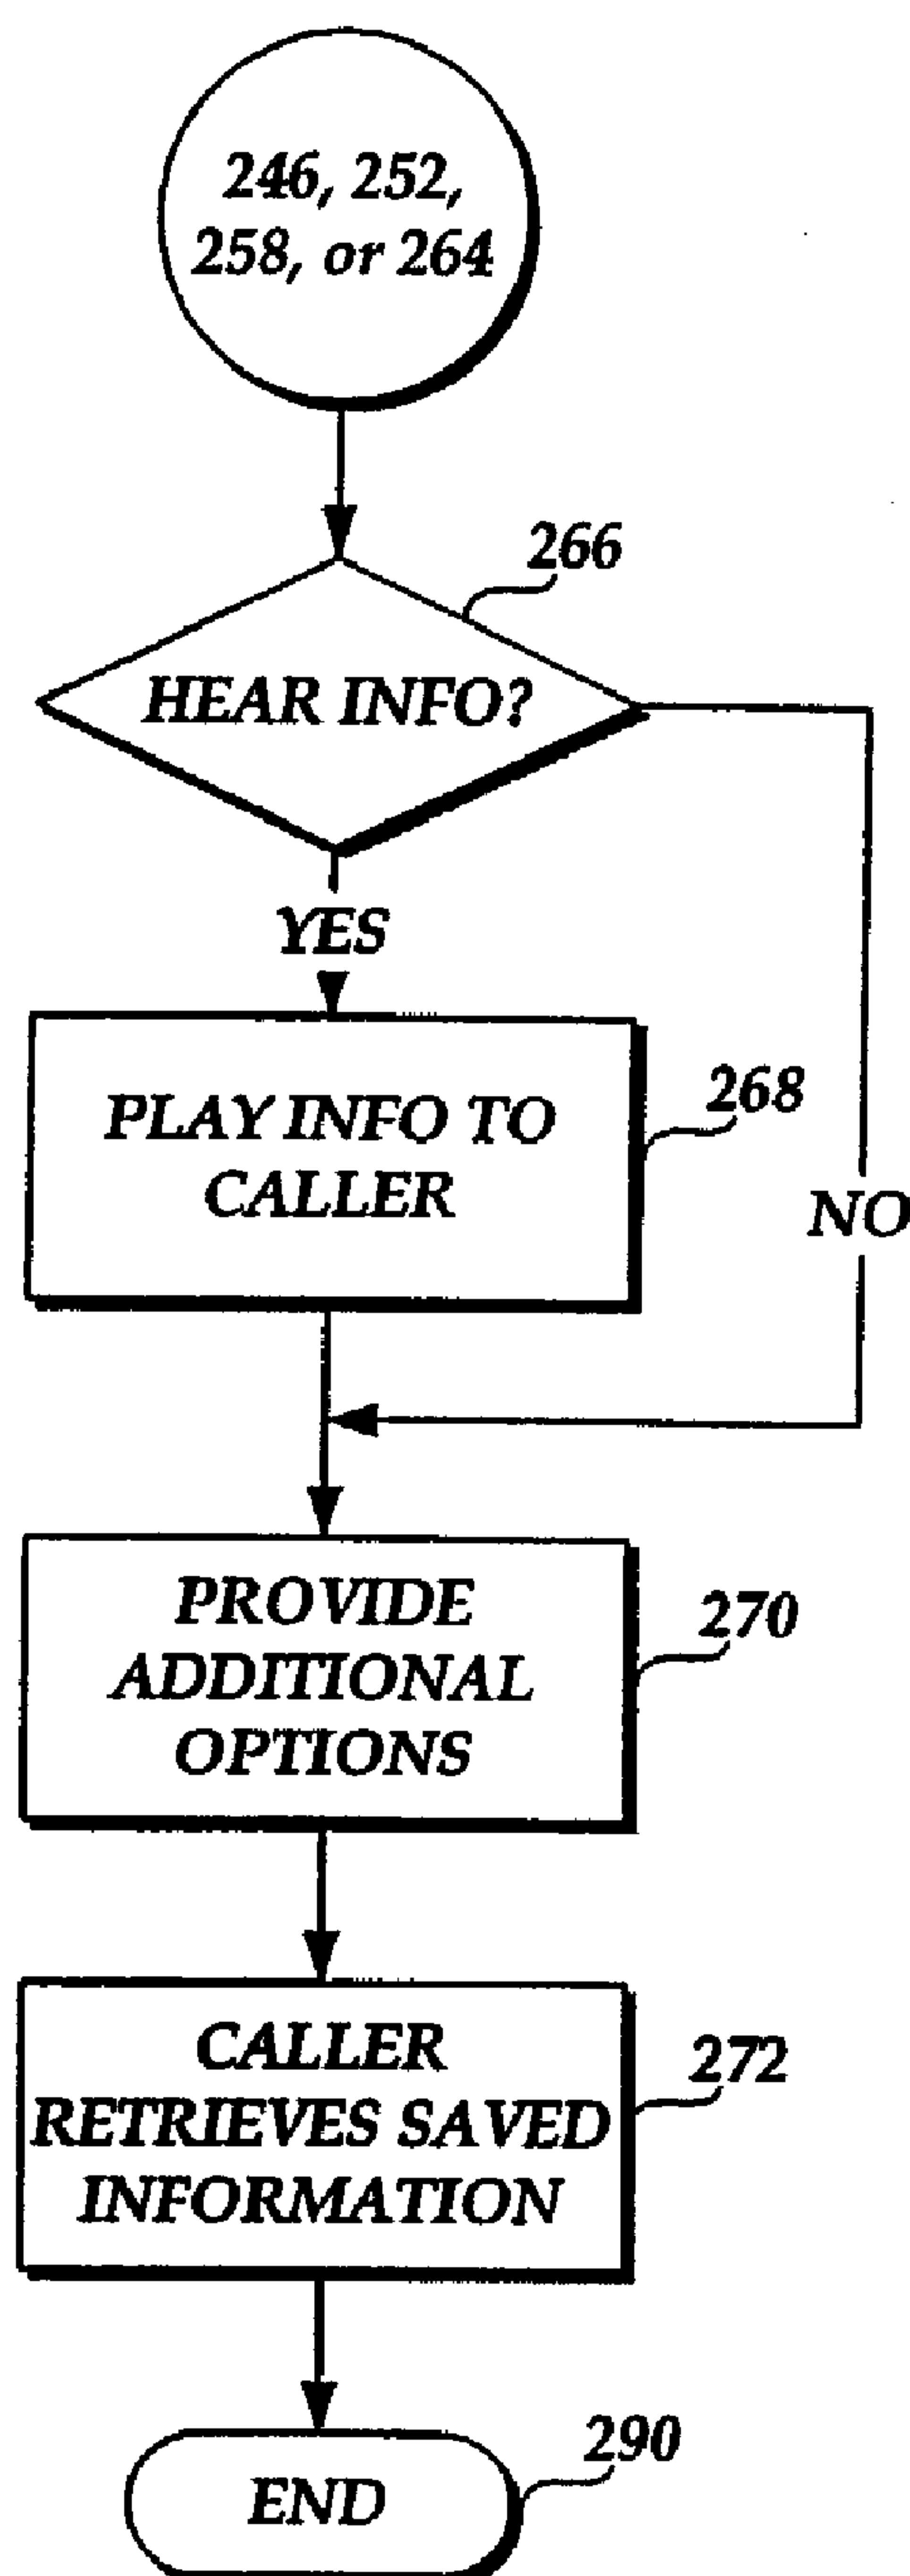 246, 252,
258, or 264
266
HEAR INFO?
YES
PLAY INFO TO
CALLER
268
NO
PROVIDE
ADDITIONAL
OPTIONS
270
CALLER
RETRIEVES SAVED
INFORMATION
272
END
290